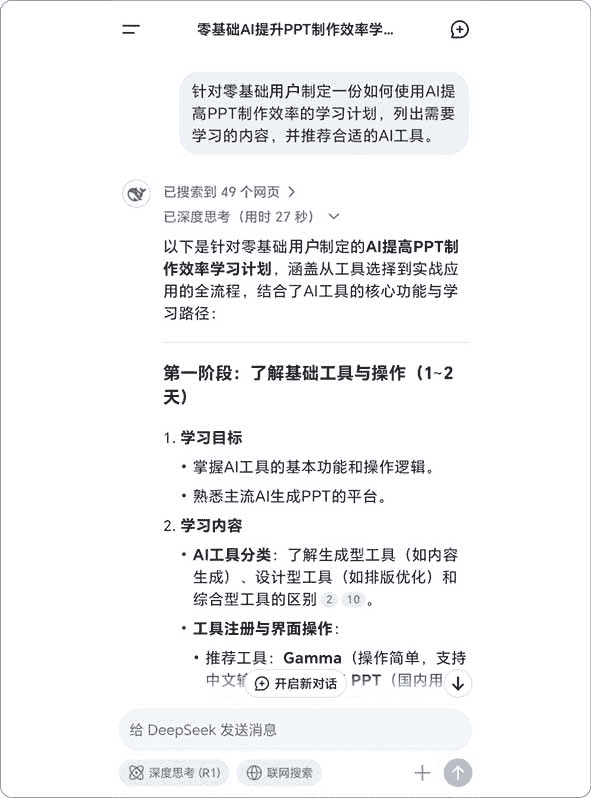 零基础AI提升PPT制作效率学...
针对零基础用户制定一份如何使用AI提
高PPT制作效率的学习计划，列出需要
学习的内容，并推荐合适的AI工具。
已搜索到 49 个网页
已深度思考（用时 27 秒）
以下是针对零基础用户制定的AI提高PPT制
作效率学习计划，涵盖从工具选择到实战应
用的全流程，结合了AI工具的核心功能与学
习路径：
第一阶段：了解基础工具与操作（1~2
天）
1. 学习目标
• 掌握AI工具的基本功能和操作逻辑。
• 熟悉主流AI生成PPT的平台。
2. 学习内容
• AI工具分类：了解生成型工具（如内容
生成）、设计型工具（如排版优化）和
综合型工具的区别 2 10 。
• 工具注册与界面操作：
• 推荐工具：Gamma（操作简单，支持
中文输 PPT（国内用
开启新对话
给 DeepSeek 发送消息
深度思考 (R1) 联网搜索